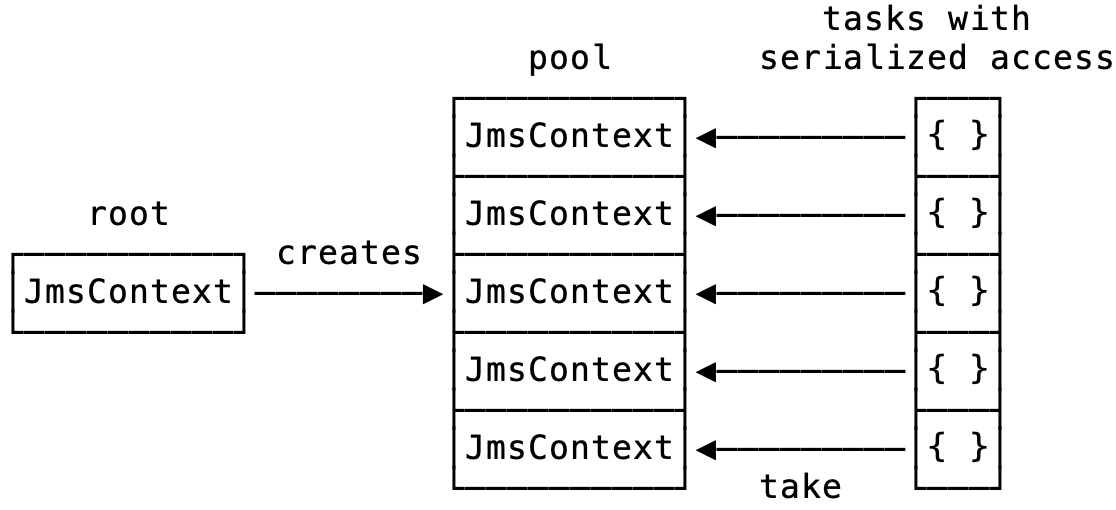 tasks with
serialized access
pool
JmsContext { }
JmsContext { }
root
creates
JmsContext JmsContext { }
JmsContext { }
JmsContext { }
take